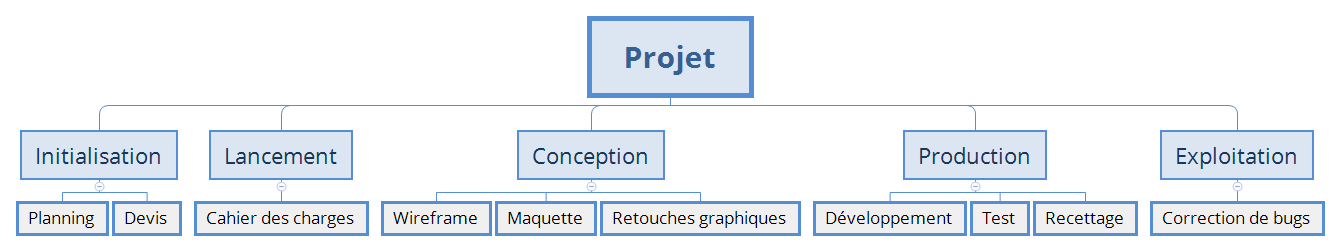 Projet
Initialisation
Lancement
Conception
Production
Exploitation
Planning
Devis
Cahier des charges
Wireframe
Maquette
Retouches graphiques
Développement
Test
Recettage
Correction de bugs